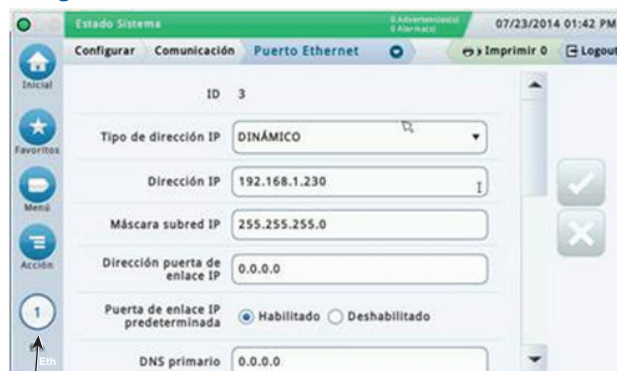 Estado Sistema
0 Advertencia(s)
0 Alarma(s)
07/23/2014 01:42 PM
Configurar Comunicación Puerto Ethernet
Imprimir 0 Logout
Inicial
Favoritos
Menú
Acción
1
Eth
ID 3
Tipo de dirección IP DINÁMICO
Dirección IP 192.168.1.230
Máscara subred IP 255.255.255.0
Dirección puerta de
enlace IP 0.0.0.0
Puerta de enlace IP
predeterminada Habilitado Deshabilitado
DNS primario 0.0.0.0